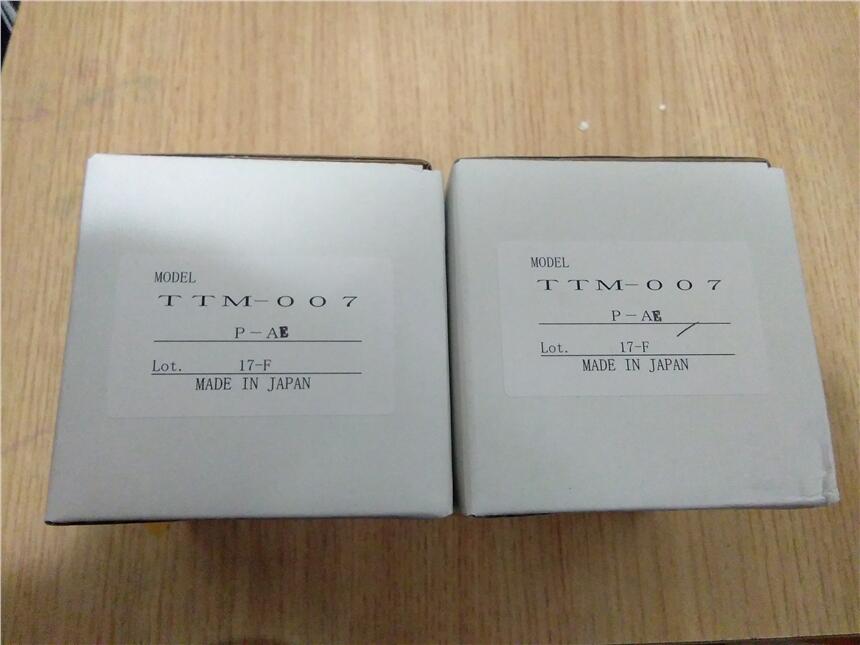 MODEL
TTM-007
P-AE
Lot. 17-F
MADE IN JAPAN
MODEL
TTM-007
P-AE
Lot. 17-F
MADE IN JAPAN